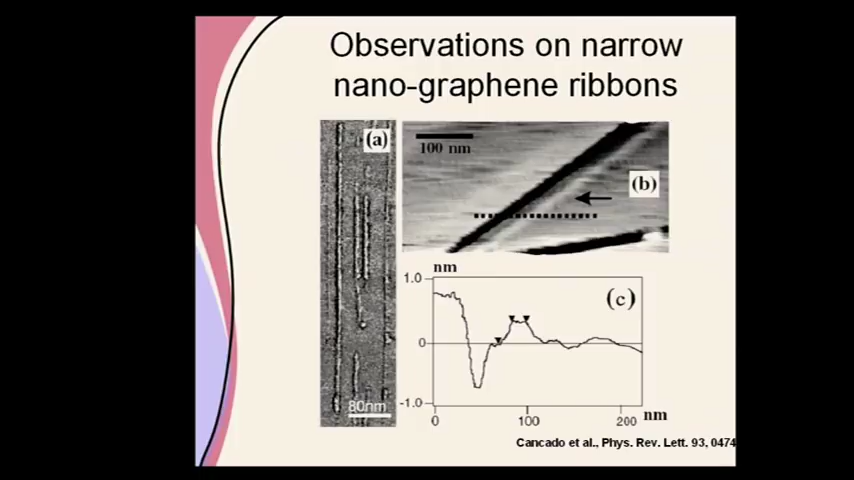 Observations on narrow
nano-graphene ribbons
(a)
80nm
100 nm
(b)
nm
1.0
0
-1.0
(c)
0
100
200
nm
Cancado et al., Phys. Rev. Lett. 93, 0474